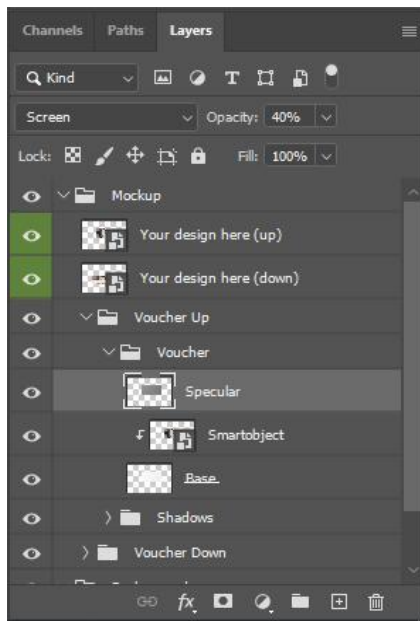 Channels Paths Layers
Kind
Screen Opacity: 40%
Lock: Fill: 100%
Mockup
Your design here (up)
Your design here (down)
Voucher Up
Voucher
Specular
Smartobject
Base
Shadows
Voucher Down
fx